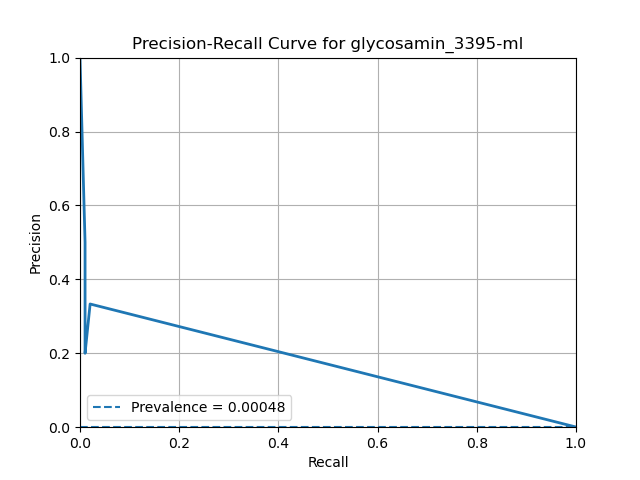 Precision-Recall Curve for glycosamin_3395-ml
1.0
0.8
0.6
0.4
0.2
0.0
Precision
Prevalence = 0.00048
0.0 0.2 0.4 0.6 0.8 1.0
Recall